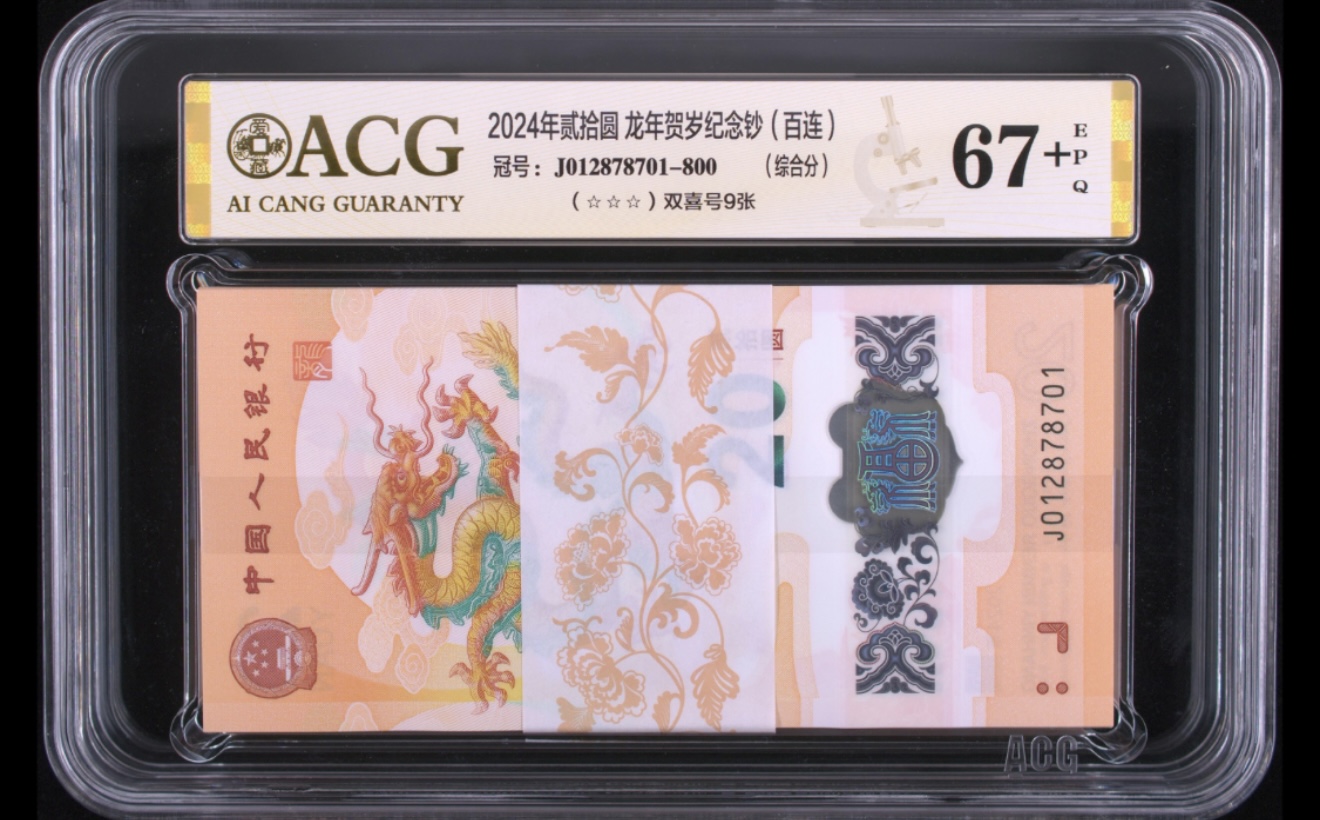 ACG
AI CANG GUARANTY
2024年贰拾圆 龙年贺岁纪念钞（百连）
冠号：J012878701-800 （综合分）
（☆☆☆）双喜号9张
67+
EPQ
中国人民银行
20
J012878701
ACG